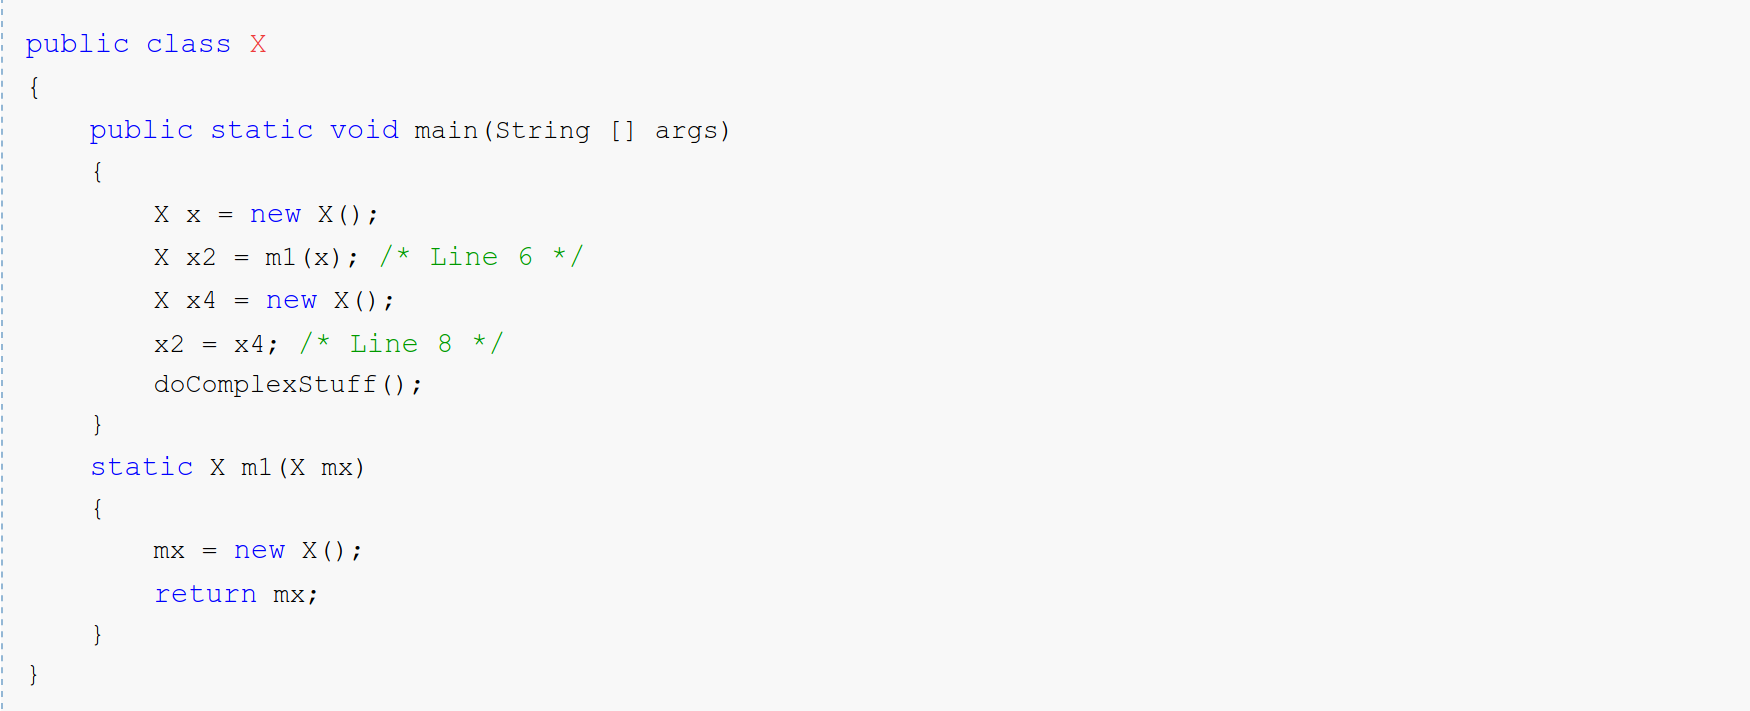 public class X
{
public static void main(String [] args)
{
X x = new X();
X x2 = m1(x); /* Line 6 */
X x4 = new X();
x2 = x4; /* Line 8 */
doComplexStuff();
}
static X m1(X mx)
{
mx = new X();
return mx;
}
}